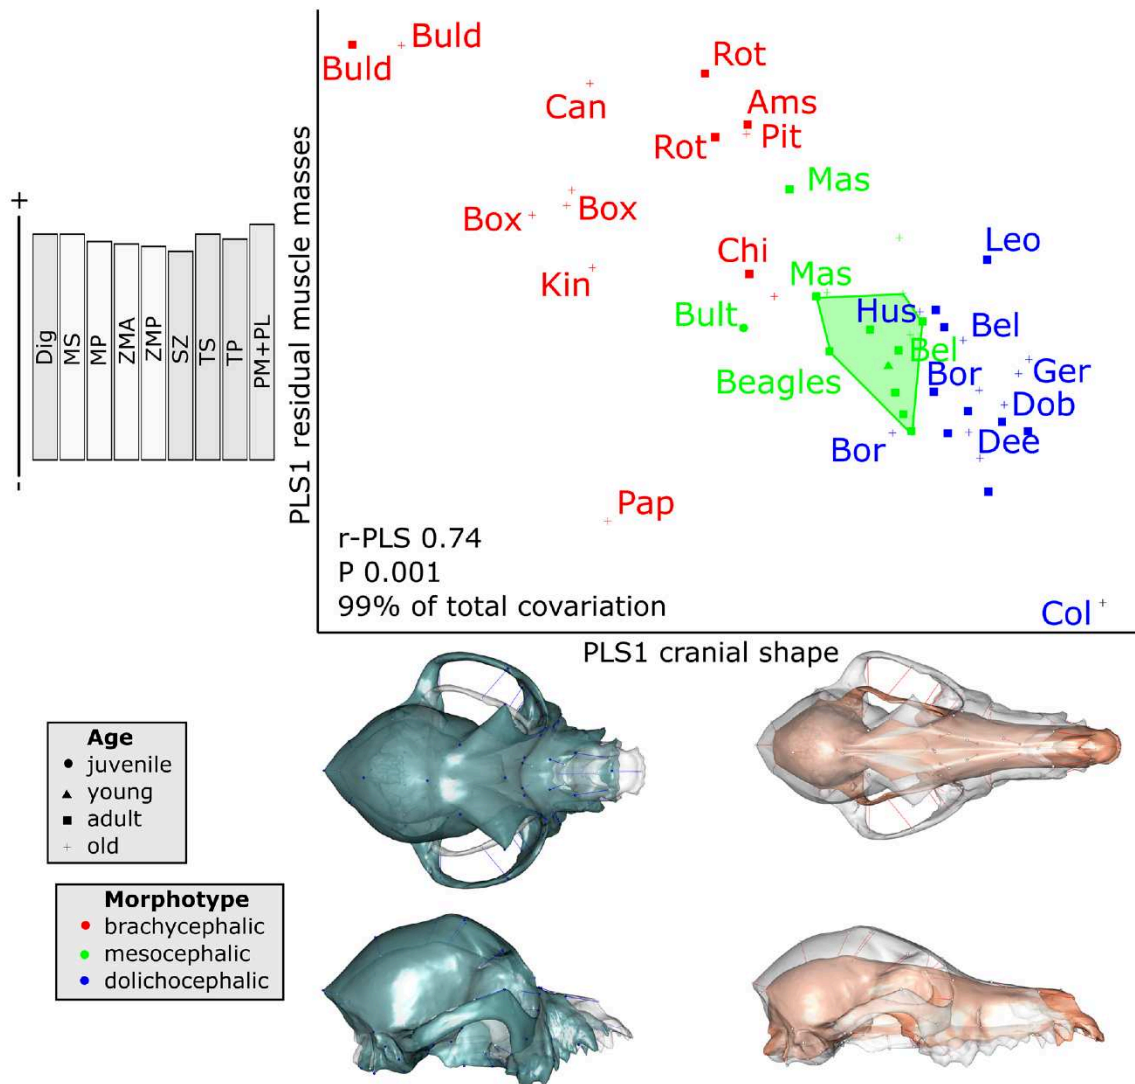 Buld
Buld
Rot
Can
Ams
Pit
Rot
Mas
Box
Box
Leo
Chi
Kin
Mas
Bult
Hus
Bel
Bel
Ger
Beagles
Bor
Dob
Bor
Dee
Pap
Col
r-PLS 0.74
P 0.001
99% of total covariation
PLS1 residual muscle masses
PLS1 cranial shape
+
-
Dig
MS
MP
ZMA
ZMP
SZ
TS
TP
PM+PL
Age
juvenile
young
adult
old
Morphotype
brachycephalic
mesocephalic
dolichocephalic